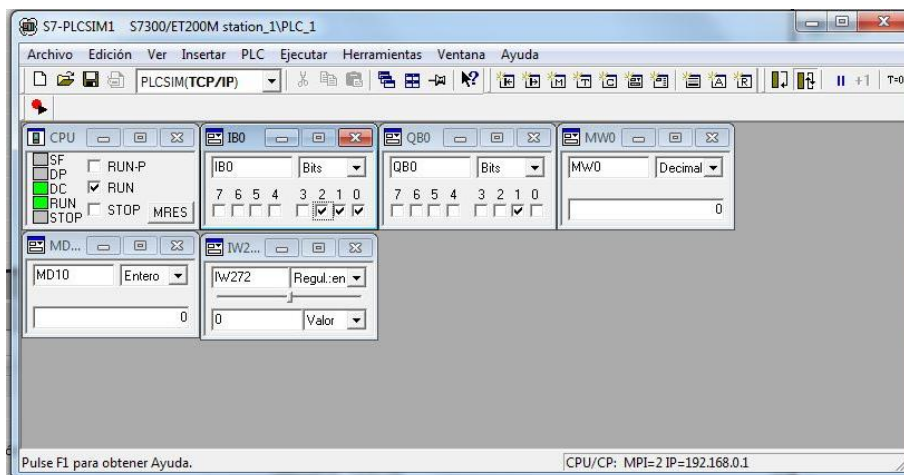 S7-PLCSIM1 S7300/ET200M station_1\PLC_1
Archivo Edición Ver Insertar PLC Ejecutar Herramientas Ventana Ayuda
PLCSIM(TCP/IP) +1 T=0
CPU IB0 QB0 MW0
SF
DP
DC
RUN
STOP
RUN-P
RUN
STOP MRES
IB0 Bits
7 6 5 4 3 2 1 0
QB0 Bits
7 6 5 4 3 2 1 0
MW0 Decimal
0
MD... IW2...
MD10 Entero
0
IW272 Regul.:en
0 Valor
Pulse F1 para obtener Ayuda. CPU/CP: MPI=2 IP=192.168.0.1